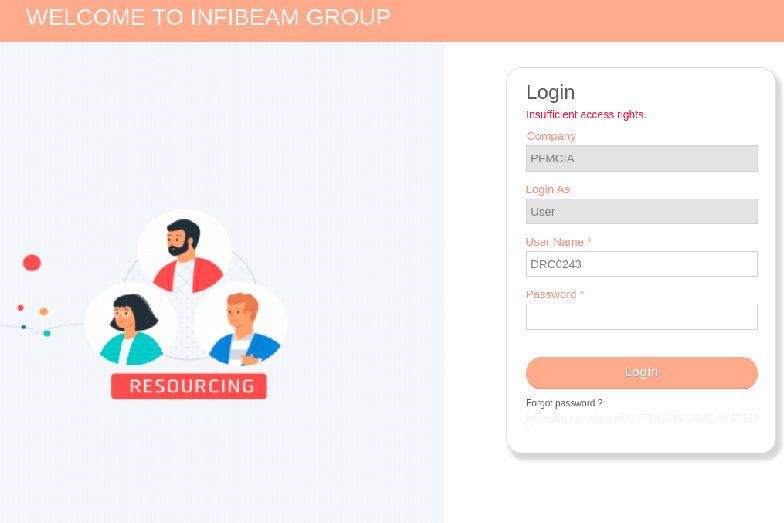 WELCOME TO INFIBEAM GROUP
Login
Insufficient access rights.
Company
PFMCIA
Login As
User
User Name *
DRC0243
Password *
Login
Forgot password ?
RESOURCING